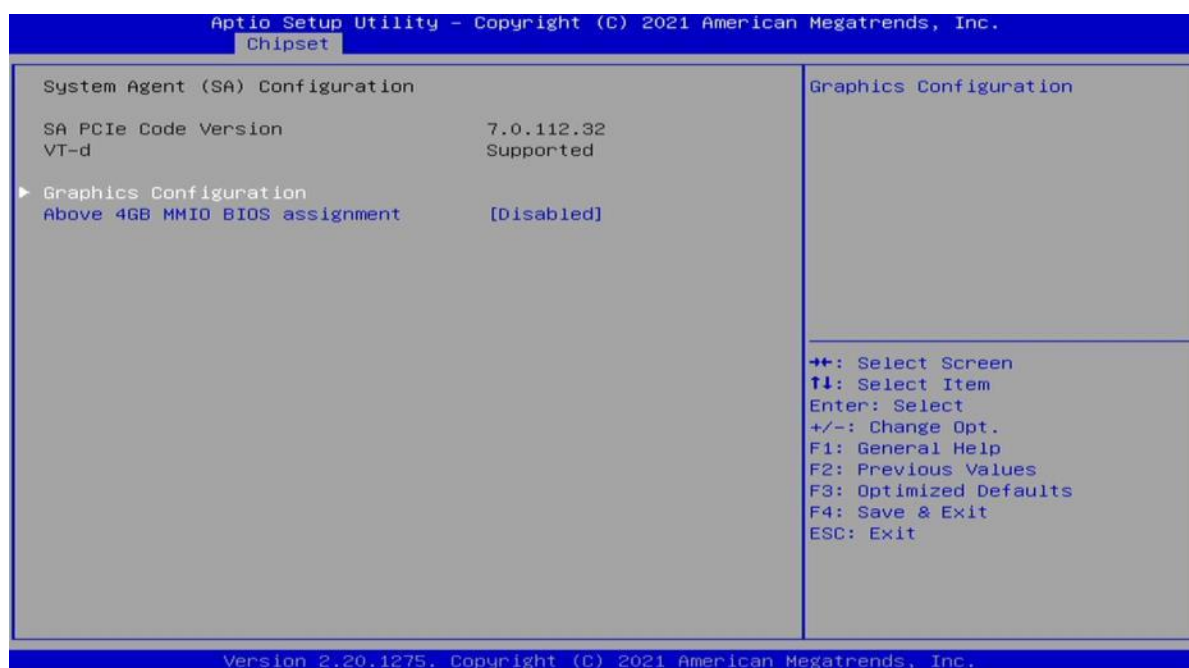 Aptio Setup Utility – Copyright (C) 2021 American Megatrends, Inc.
Chipset
System Agent (SA) Configuration
SA PCIe Code Version 7.0.112.32
VT-d Supported
▶ Graphics Configuration
Above 4GB MMIO BIOS assignment [Disabled]
Graphics Configuration
→←: Select Screen
↑↓: Select Item
Enter: Select
+/-: Change Opt.
F1: General Help
F2: Previous Values
F3: Optimized Defaults
F4: Save & Exit
ESC: Exit
Version 2.20.1275. Copyright (C) 2021 American Megatrends, Inc.